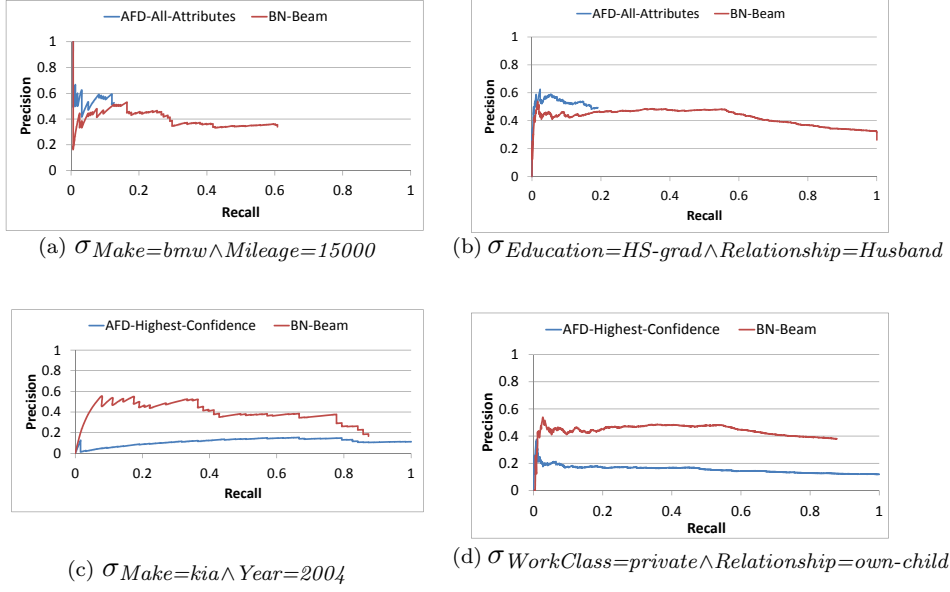 AFD-All-Attributes BN-Beam
1
0.8
0.6
0.4
0.2
0
Precision
0 0.2 0.4 0.6 0.8 1
Recall
(a) σMake=bmw∧Mileage=15000
AFD-All-Attributes BN-Beam
1
0.8
0.6
0.4
0.2
0
Precision
0 0.2 0.4 0.6 0.8 1
Recall
(b) σEducation=HS-grad∧Relationship=Husband
AFD-Highest-Confidence BN-Beam
1
0.8
0.6
0.4
0.2
0
Precision
0 0.2 0.4 0.6 0.8 1
Recall
(c) σMake=kia∧Year=2004
AFD-Highest-Confidence BN-Beam
1
0.8
0.6
0.4
0.2
0
Precision
0 0.2 0.4 0.6 0.8 1
Recall
(d) σWorkClass=private∧Relationship=own-child